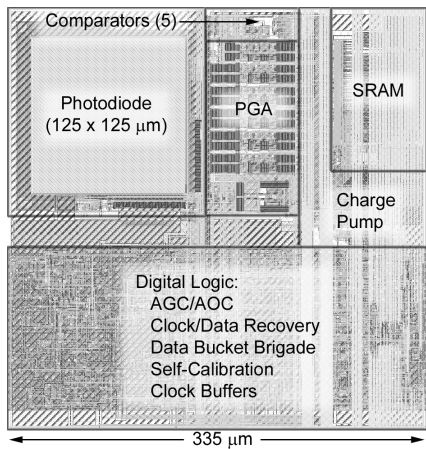 Comparators (5)
Photodiode
(125 x 125 μm)
PGA
SRAM
Charge
Pump
Digital Logic:
AGC/AOC
Clock/Data Recovery
Data Bucket Brigade
Self-Calibration
Clock Buffers
335 μm